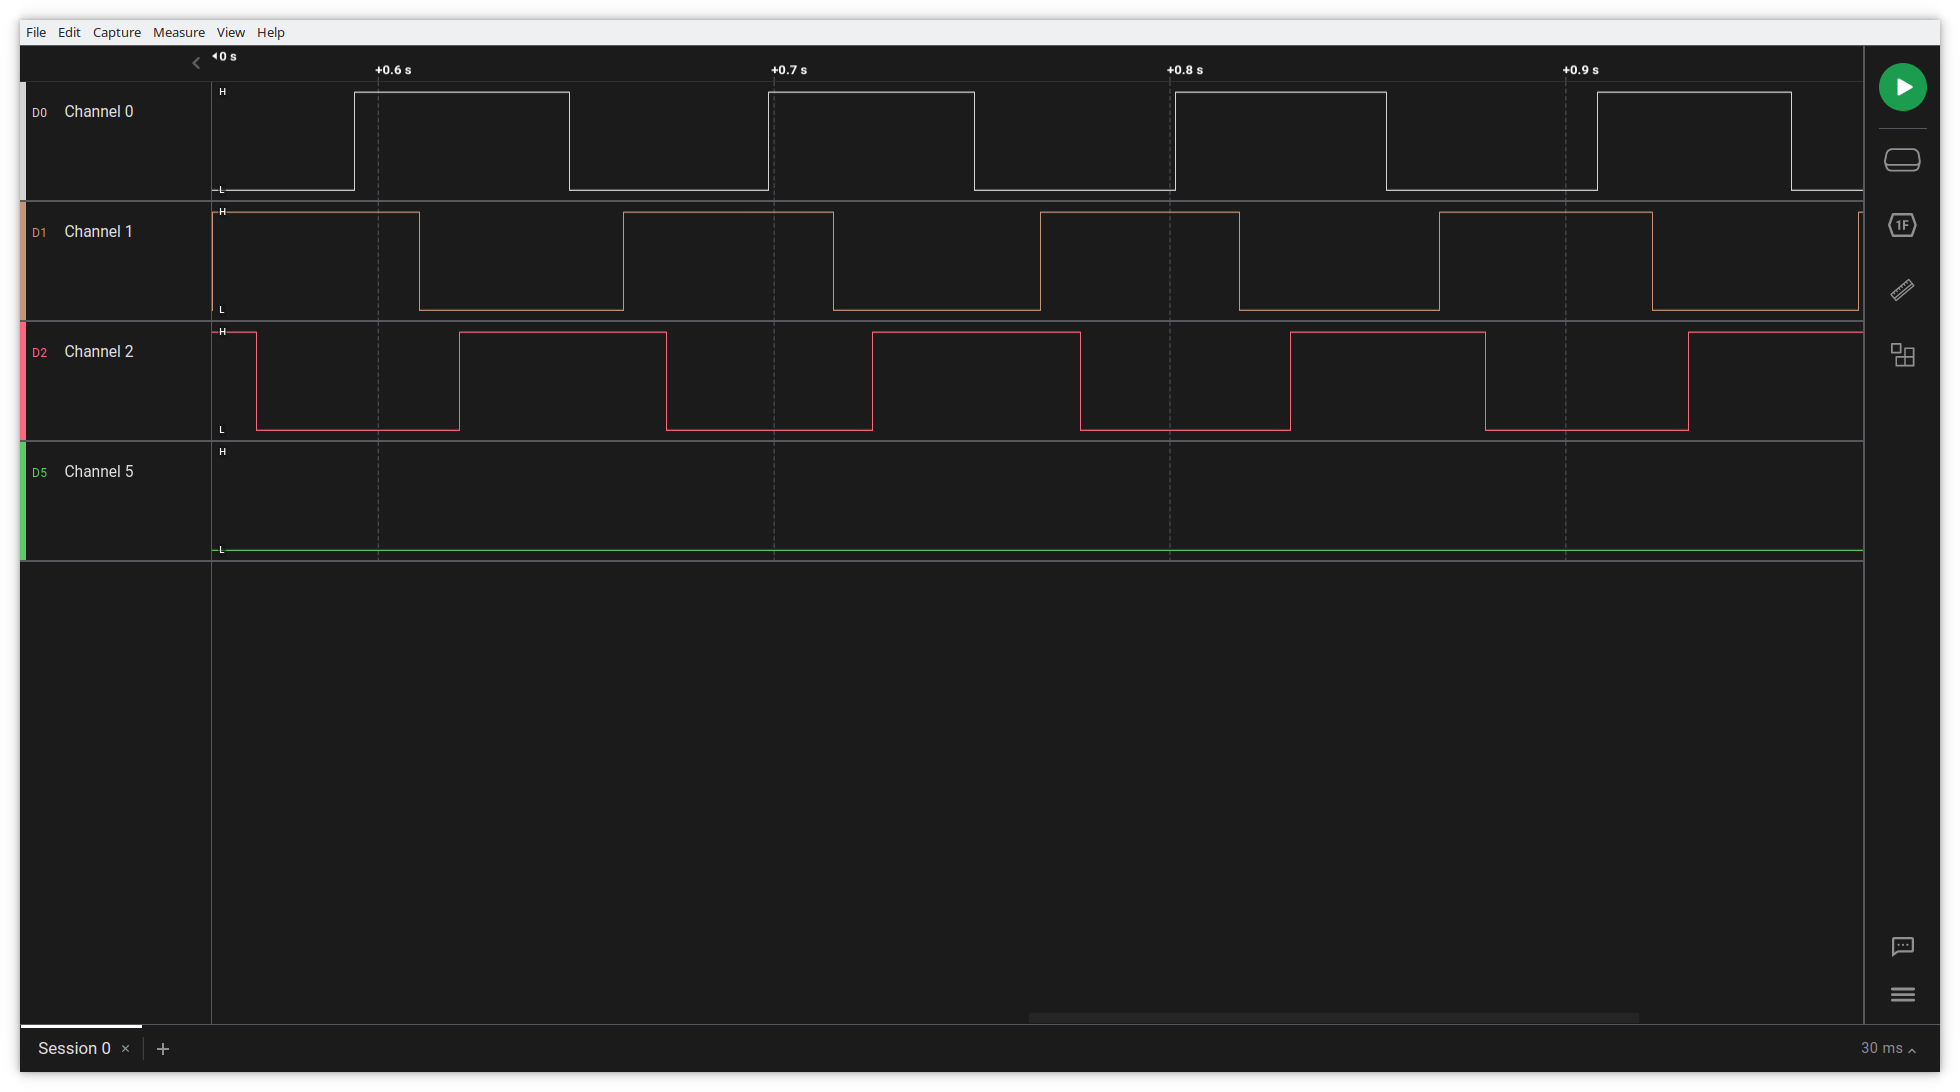 File Edit Capture Measure View Help
0 s
+0.6 s +0.7 s +0.8 s +0.9 s
D0 Channel 0
H
L
D1 Channel 1
H
L
1F
D2 Channel 2
H
L
D5 Channel 5
H
L
Session 0 × +
30 ms